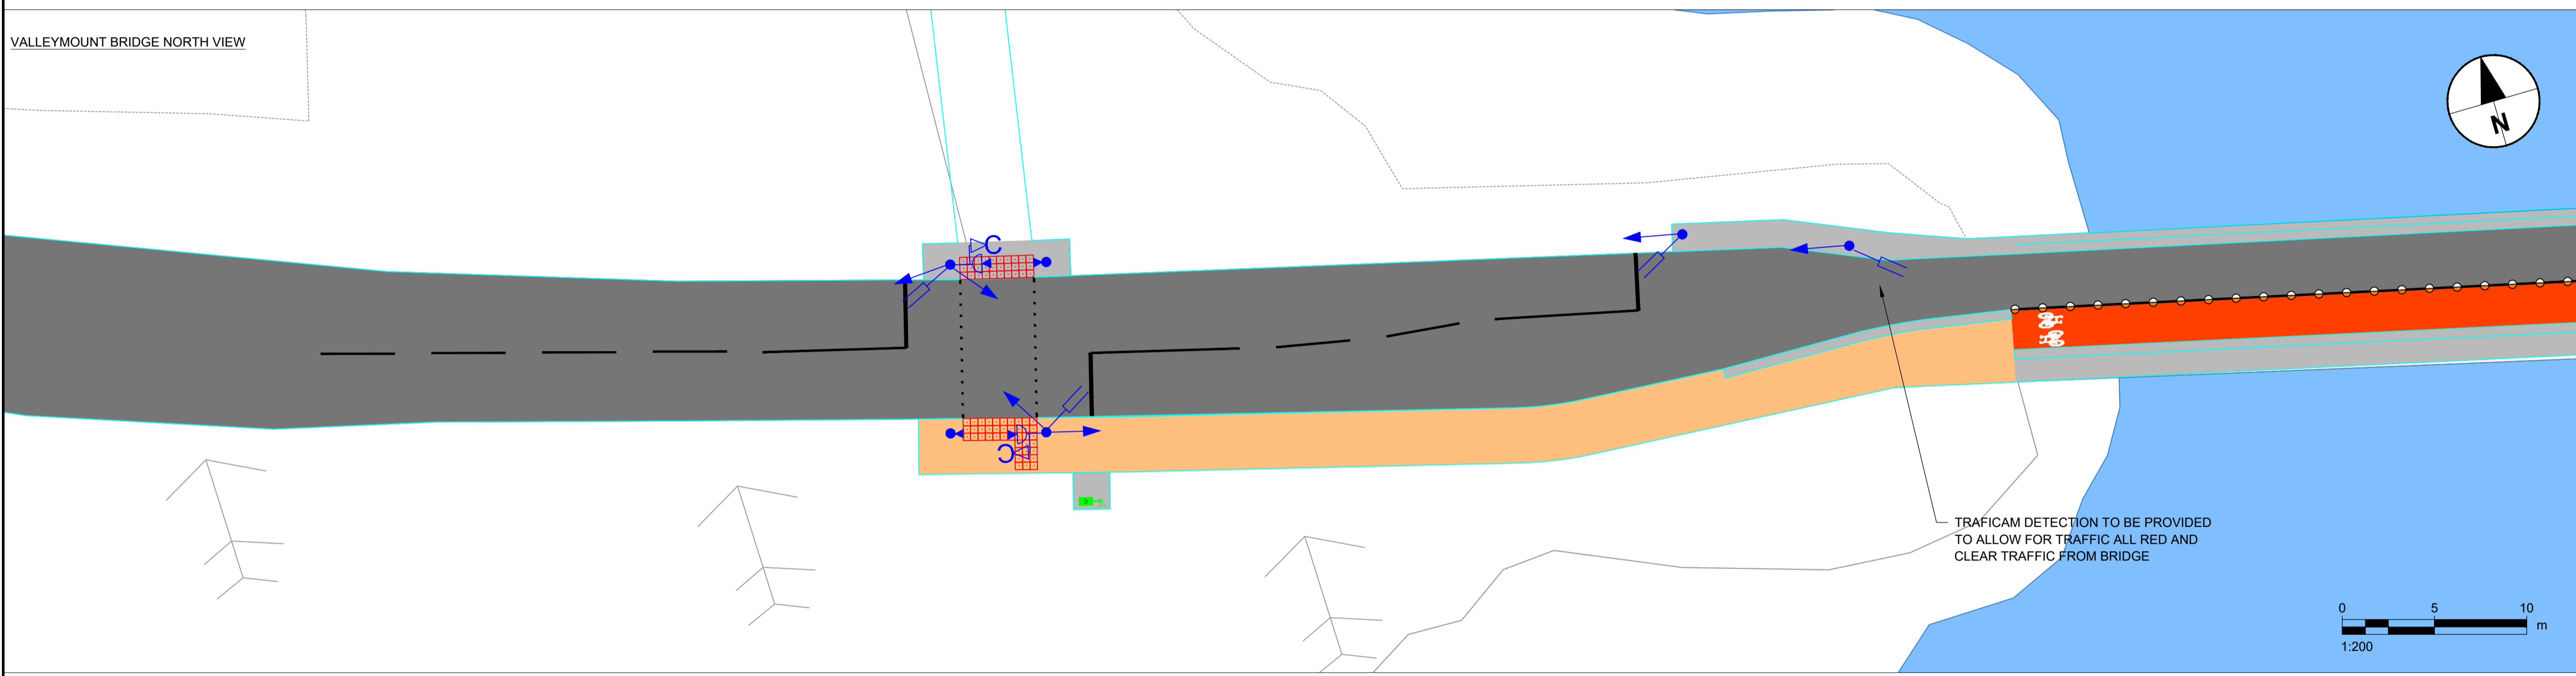 VALLEYMOUNT BRIDGE NORTH VIEW
N
C
C
TRAFICAM DETECTION TO BE PROVIDED
TO ALLOW FOR TRAFFIC ALL RED AND
CLEAR TRAFFIC FROM BRIDGE
0 5 10
m
1:200